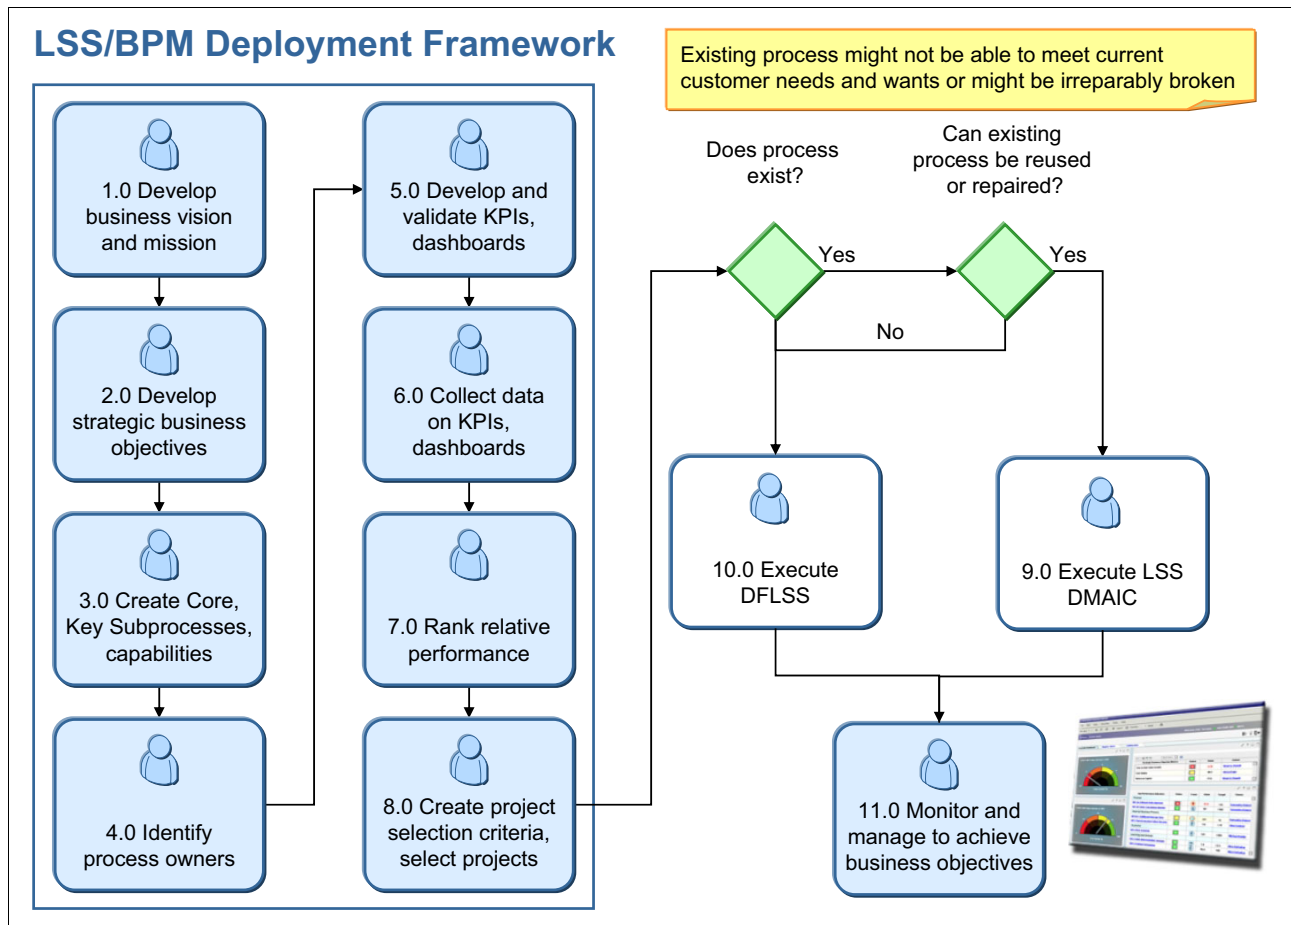 LSS/BPM Deployment Framework
Existing process might not be able to meet current
customer needs and wants or might be irreparably broken
1.0 Develop
business vision
and mission
2.0 Develop
strategic business
objectives
3.0 Create Core,
Key Subprocesses,
capabilities
4.0 Identify
process owners
5.0 Develop and
validate KPIs,
dashboards
6.0 Collect data
on KPIs,
dashboards
7.0 Rank relative
performance
8.0 Create project
selection criteria,
select projects
Does process
exist?
Can existing
process be reused
or repaired?
Yes
Yes
No
10.0 Execute
DFLSS
9.0 Execute LSS
DMAIC
11.0 Monitor and
manage to achieve
business objectives